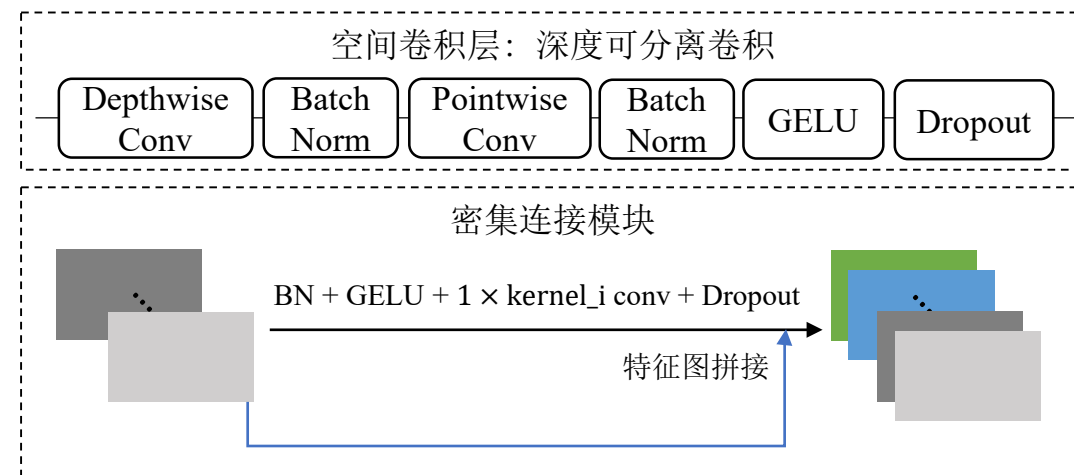 空间卷积层：深度可分离卷积
Depthwise
Conv
Batch
Norm
Pointwise
Conv
Batch
Norm
GELU
Dropout
密集连接模块
BN + GELU + 1 × kernel_i conv + Dropout
特征图拼接